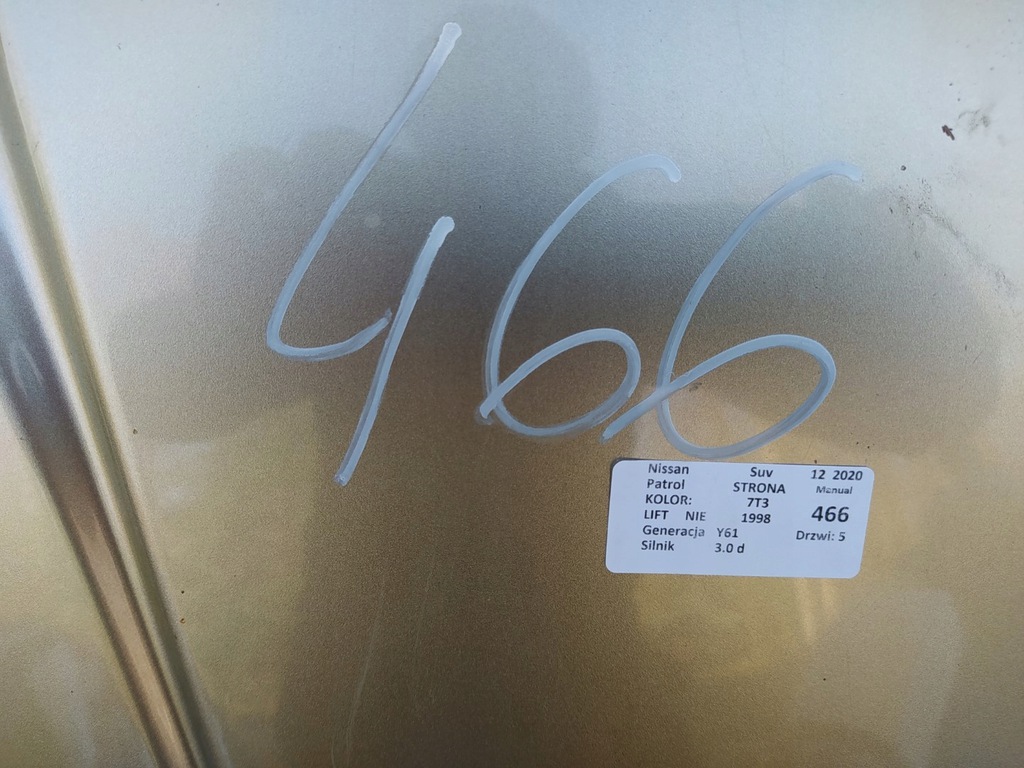 466
Nissan Suv 12 2020
Patrol STRONA Manual
KOLOR: 7T3 466
LIFT NIE 1998
Generacja Y61 Drzwi: 5
Silnik 3.0 d